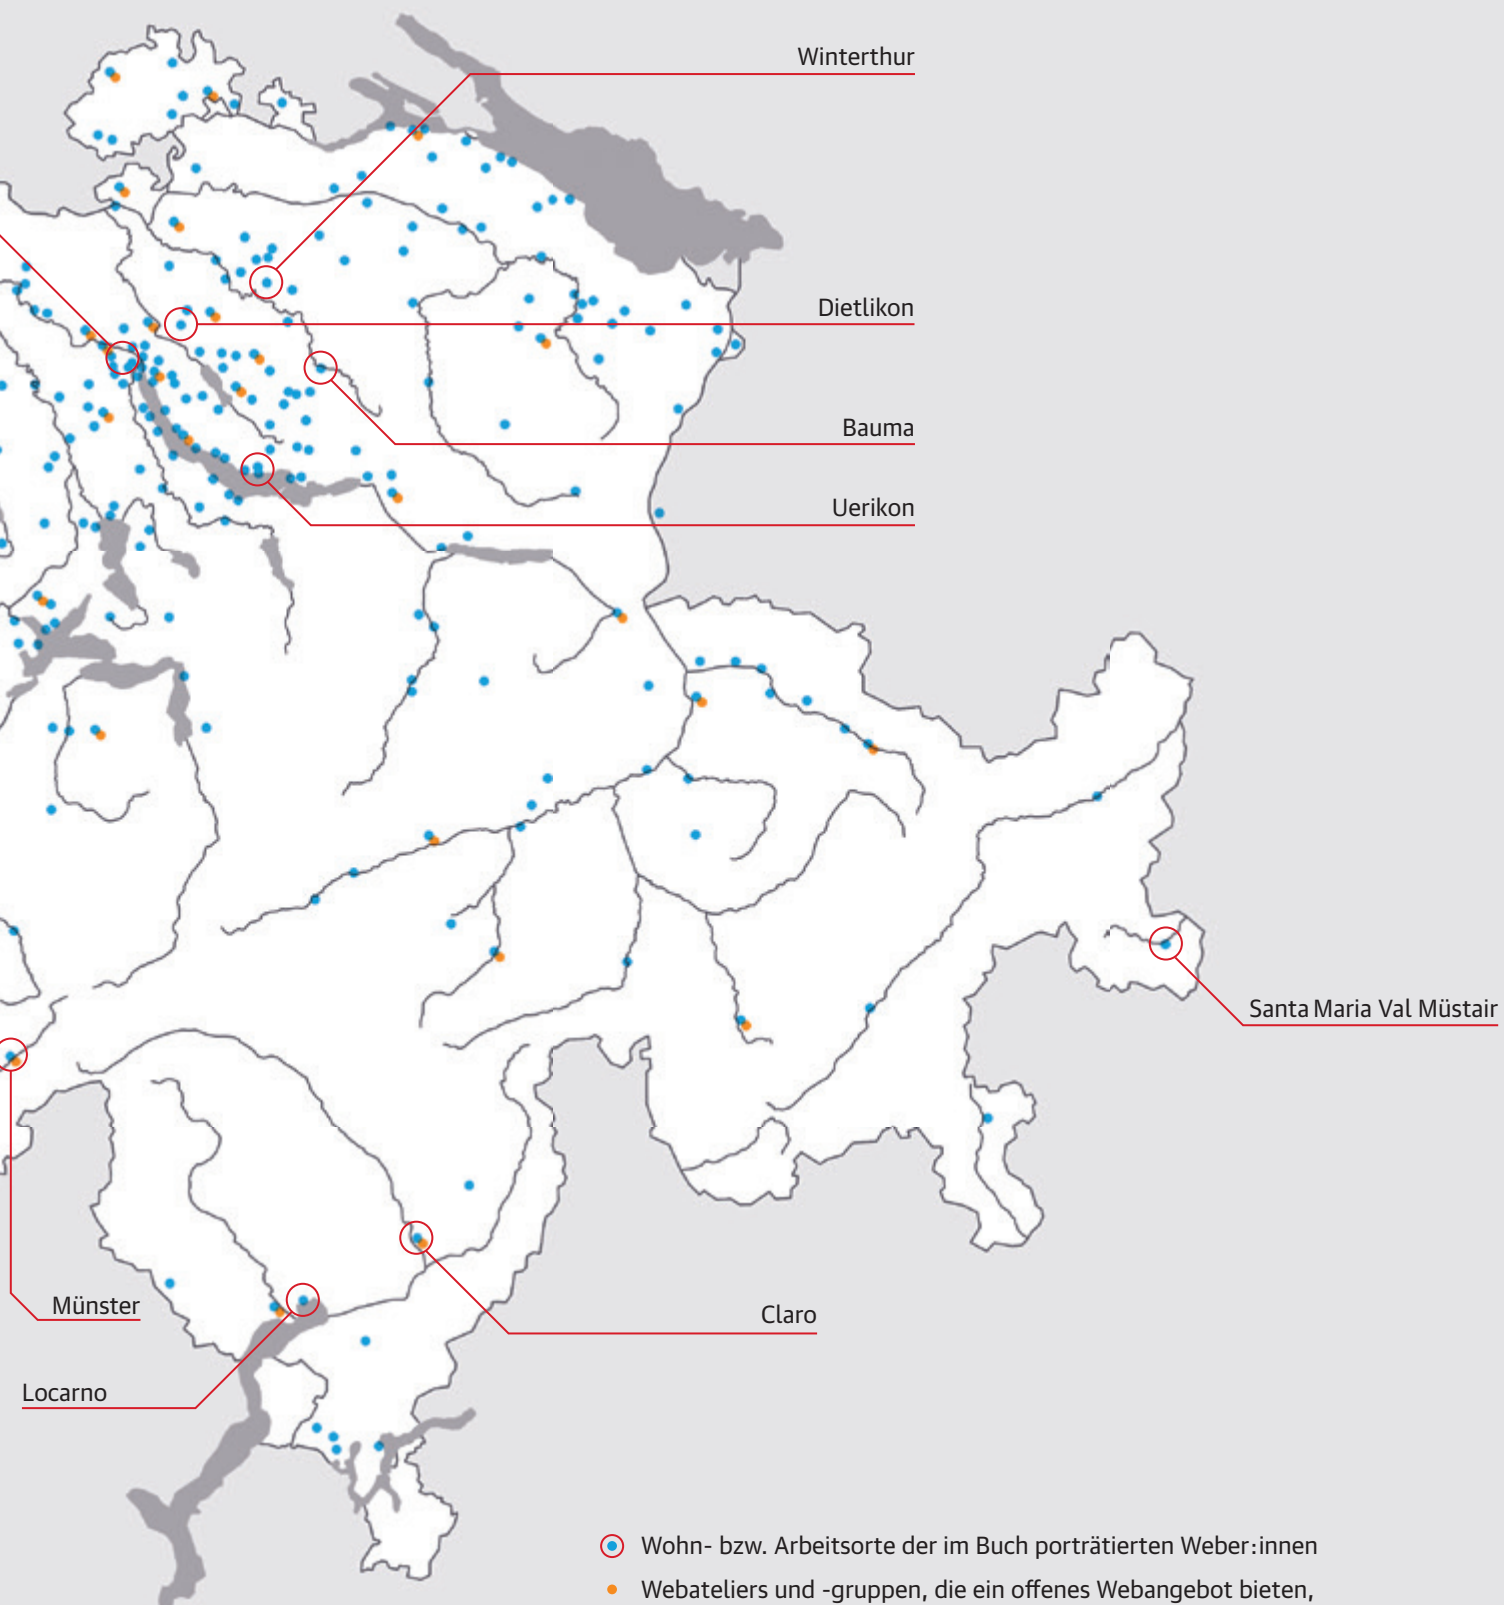 Winterthur
Dietlikon
Bauma
Uerikon
Santa Maria Val Müstair
Münster
Claro
Locarno
Wohn- bzw. Arbeitsorte der im Buch porträtierten Weber:innen
Webateliers und -gruppen, die ein offenes Webangebot bieten,